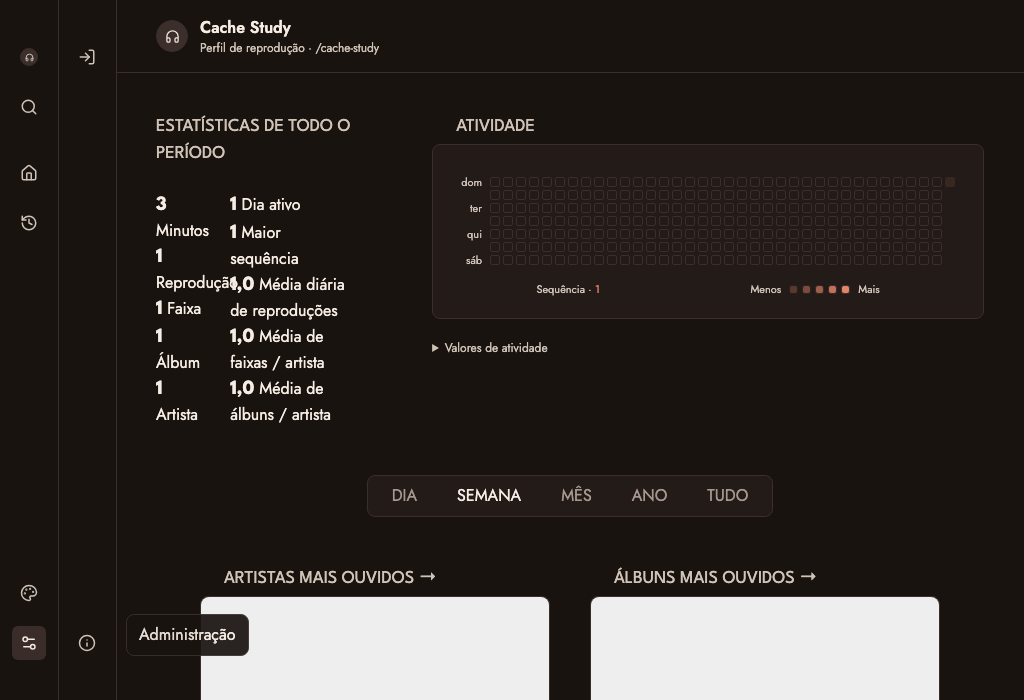 Cache Study
Perfil de reprodução · /cache-study
ESTATÍSTICAS DE TODO O
PERÍODO
3
Minutos
1
Reprodução
1 Faixa
1
Álbum
1
Artista
1 Dia ativo
1 Maior
sequência
1,0 Média diária
de reproduções
1,0 Média de
faixas / artista
1,0 Média de
álbuns / artista
ATIVIDADE
dom
ter
qui
sáb
Sequência · 1
Menos
Mais
▶ Valores de atividade
DIA
SEMANA
MÊS
ANO
TUDO
ARTISTAS MAIS OUVIDOS →
ÁLBUNS MAIS OUVIDOS →
Administração